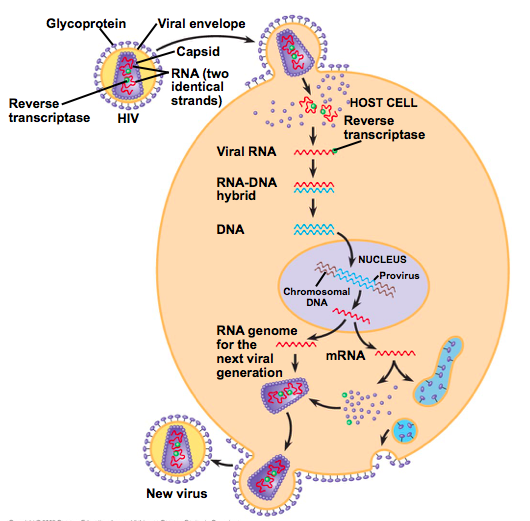 Glycoprotein
Viral envelope
Capsid
RNA (two
identical
strands)
Reverse
transcriptase
HIV
HOST CELL
Reverse
transcriptase
Viral RNA
RNA-DNA
hybrid
DNA
NUCLEUS
Provirus
Chromosomal
DNA
RNA genome
for the
next viral
generation
mRNA
New virus